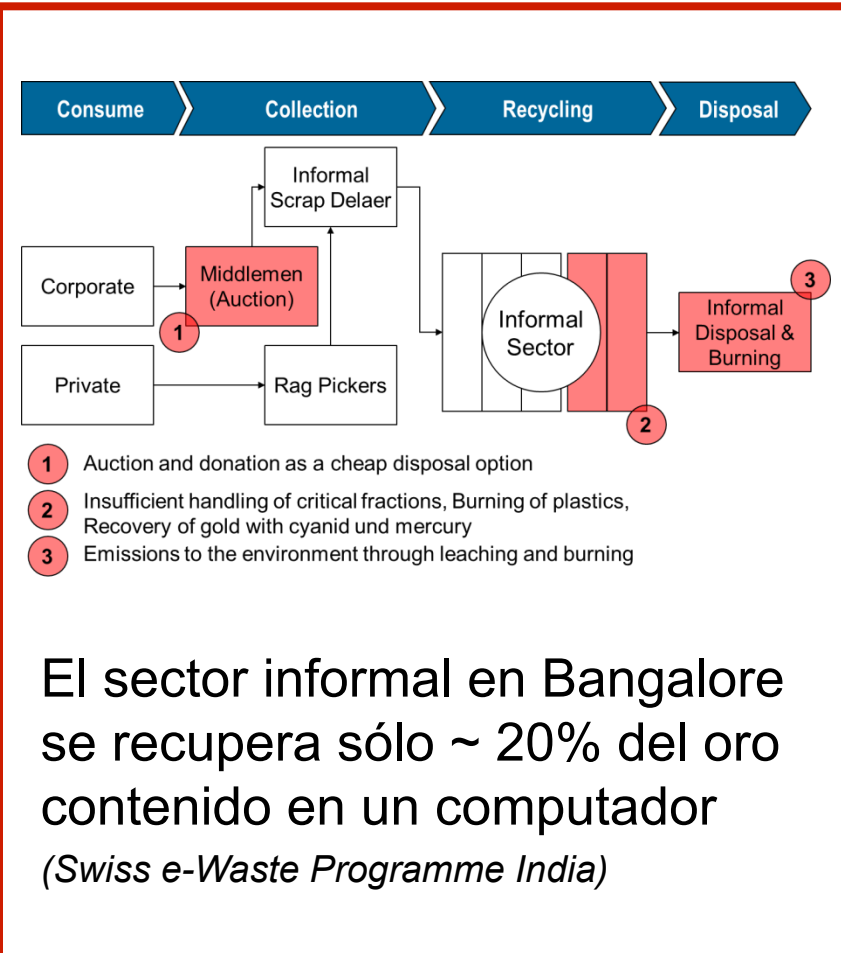 Consume
Collection
Recycling
Disposal
Informal
Scrap Delaer
Corporate
Middlemen
(Auction)
1
Informal
Sector
2
3
Informal
Disposal &
Burning
Private
Rag Pickers
1 Auction and donation as a cheap disposal option
2 Insufficient handling of critical fractions, Burning of plastics,
Recovery of gold with cyanid und mercury
3 Emissions to the environment through leaching and burning
El sector informal en Bangalore
se recupera sólo ~ 20% del oro
contenido en un computador
(Swiss e-Waste Programme India)